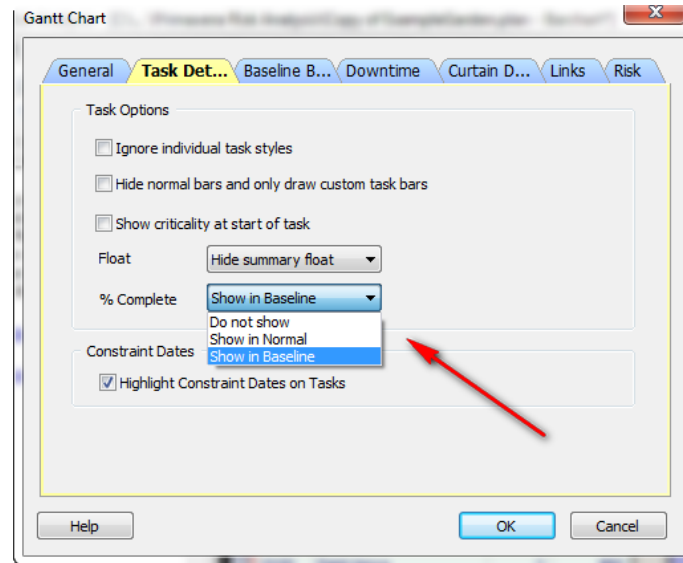 Gantt Chart
General Task Det... Baseline B... Downtime Curtain D... Links Risk
Task Options
Ignore individual task styles
Hide normal bars and only draw custom task bars
Show criticality at start of task
Float Hide summary float
% Complete Show in Baseline
Do not show
Show in Normal
Show in Baseline
Constraint Dates
Highlight Constraint Dates on Tasks
Help OK Cancel